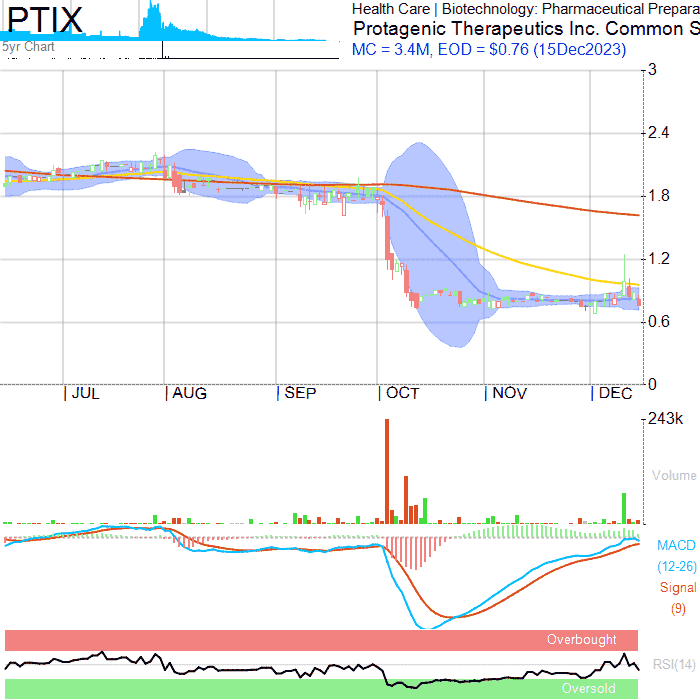 PTIX
Health Care | Biotechnology: Pharmaceutical Prepara
Protagenic Therapeutics Inc. Common S
5yr Chart
MC = 3.4M, EOD = $0.76 (15Dec2023)
3
2.4
1.8
1.2
0.6
0
JUL
AUG
SEP
OCT
NOV
DEC
243k
Volume
MACD
(12-26)
Signal
(9)
Overbought
RSI(14)
Oversold